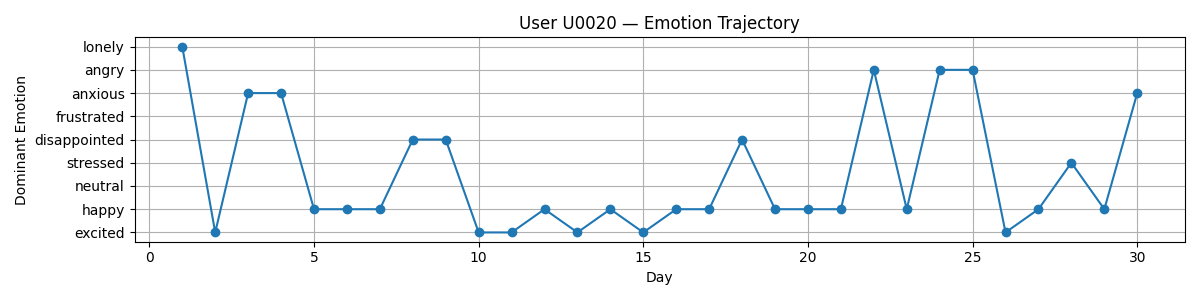 User U0020 — Emotion Trajectory
Dominant Emotion
lonely
angry
anxious
frustrated
disappointed
stressed
neutral
happy
excited
0 5 10 15 20 25 30
Day